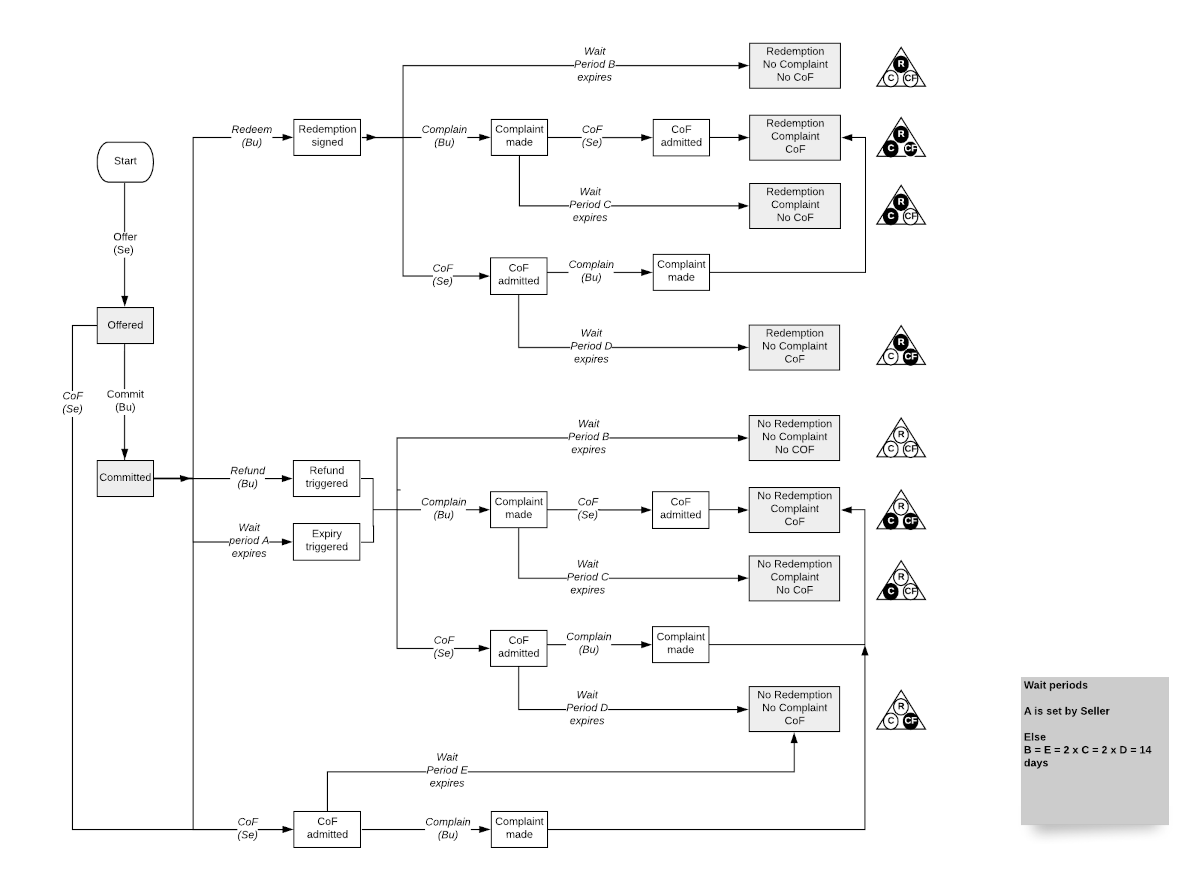 Wait
Period B
expires
Redemption
No Complaint
No CoF
R
C CF
Redeem
(Bu)
Redemption
signed
Complain
(Bu)
Complaint
made
CoF
(Se)
CoF
admitted
Redemption
Complaint
CoF
R
C CF
Start
Wait
Period C
expires
Redemption
Complaint
No CoF
R
C CF
Offer
(Se)
CoF
(Se)
CoF
admitted
Complain
(Bu)
Complaint
made
Offered
Wait
Period D
expires
Redemption
No Complaint
CoF
R
C CF
CoF
(Se)
Commit
(Bu)
Wait
Period B
expires
No Redemption
No Complaint
No COF
R
C CF
Committed
Refund
(Bu)
Refund
triggered
Complain
(Bu)
Complaint
made
CoF
(Se)
CoF
admitted
No Redemption
Complaint
CoF
R
C CF
Wait
period A
expires
Expiry
triggered
Wait
Period C
expires
No Redemption
Complaint
No CoF
R
C CF
CoF
(Se)
CoF
admitted
Complain
(Bu)
Complaint
made
Wait
Period D
expires
No Redemption
No Complaint
CoF
R
C CF
Wait periods
A is set by Seller
Else
B = E = 2 x C = 2 x D = 14
days
Wait
Period E
expires
CoF
(Se)
CoF
admitted
Complain
(Bu)
Complaint
made